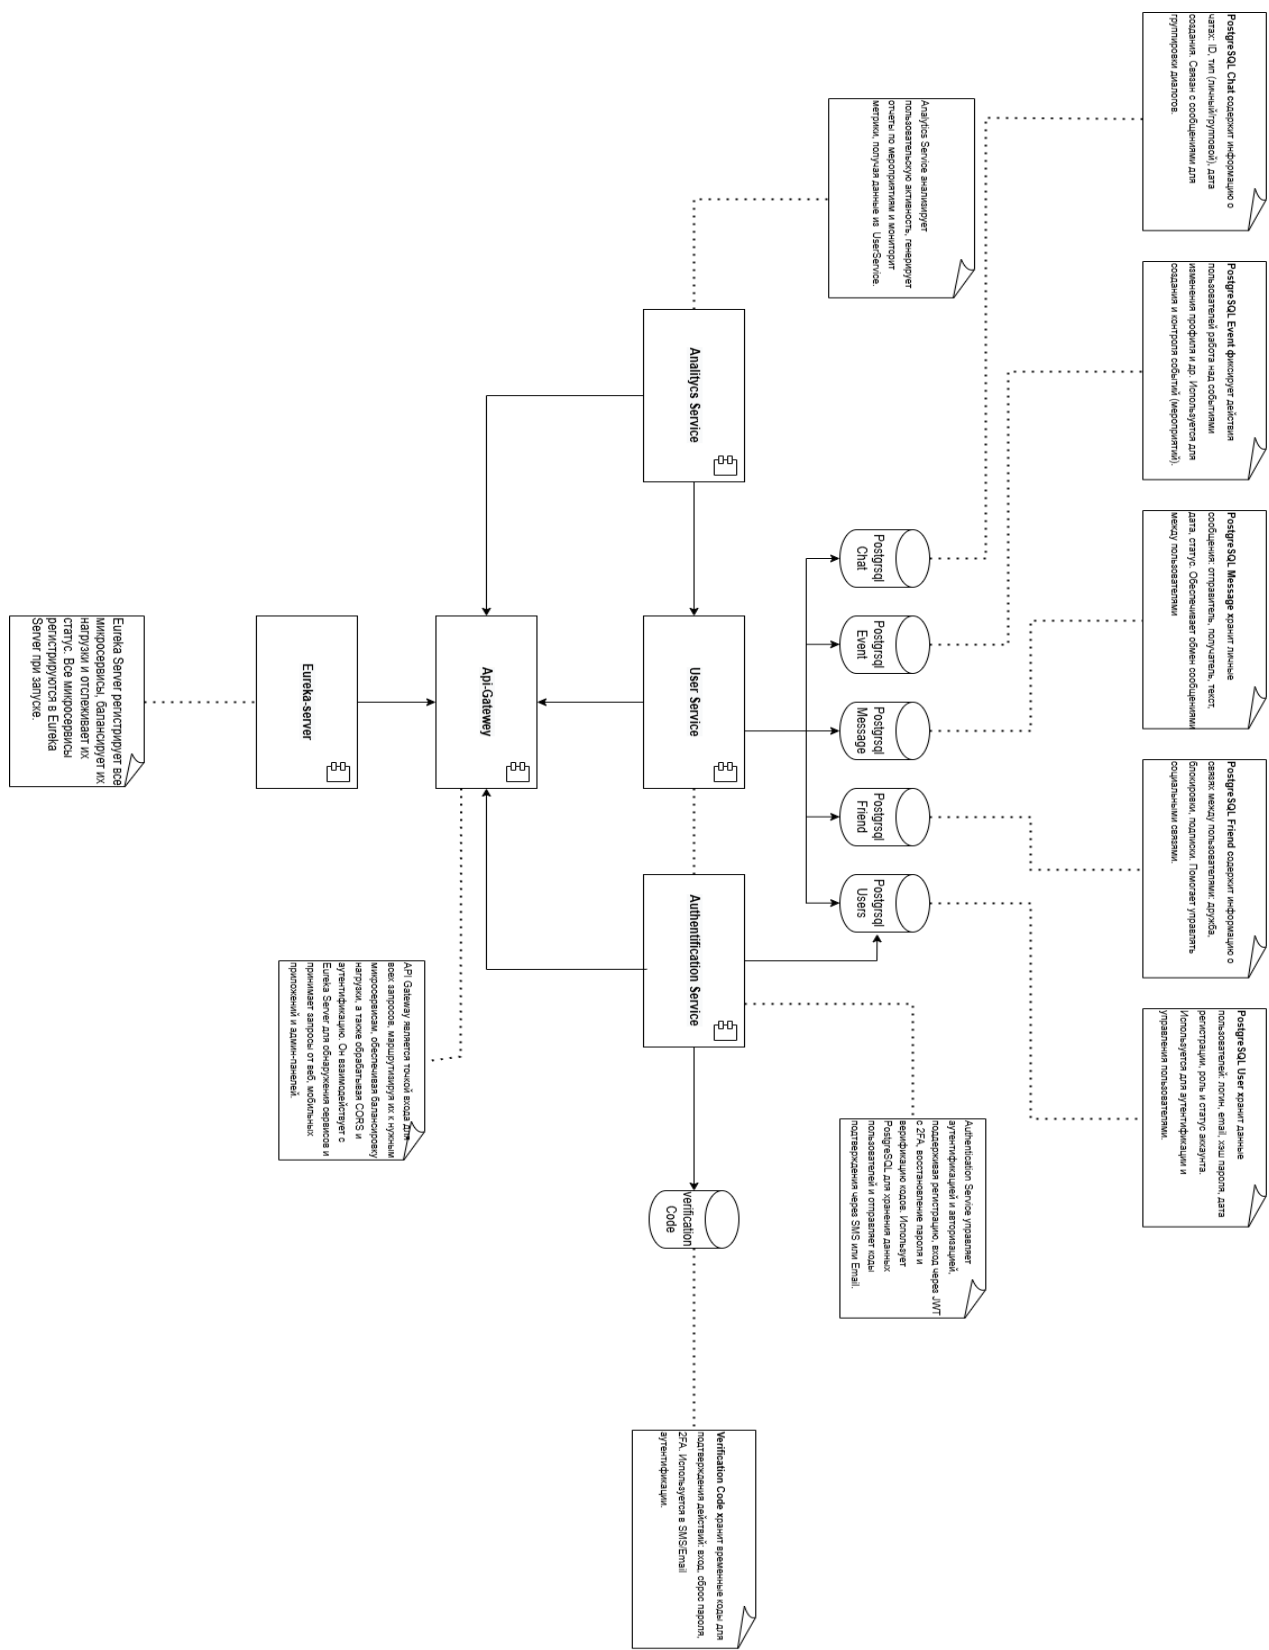 PostgreSQL Chat содержит информацию о
чатах: ID, тип (личный/групповой), дата
создания. Связан с сообщениями для
группировки диалогов.
PostgreSQL Event фиксирует действия
пользователей работа над событиями
изменения профиля и др. Используется для
создания и контроля событий (мероприятий).
PostgreSQL Message хранит личные
сообщения: отправитель, получатель, текст,
дата, статус. Обеспечивает обмен сообщениями
между пользователями
PostgreSQL Friend содержит информацию о
связях между пользователями: дружба,
блокировки, подписки. Помогает управлять
социальными связями.
PostgreSQL User хранит данные
пользователей: логин, email, хэш пароля, дата
регистрации, роль и статус аккаунта.
Используется для аутентификации и
управления пользователями.
Analytics Service анализирует
пользовательскую активность, генерирует
отчеты по мероприятиям и мониторит
метрики, получая данные из UserService.
Postgrsql
Chat
Postgrsql
Event
Postgrsql
Message
Postgrsql
Friend
Postgrsql
Users
Authentication Service управляет
аутентификацией и авторизацией,
поддерживая регистрацию, вход через JWT
с 2FA, восстановление пароля и
верификацию кодов. Использует
PostgreSQL для хранения данных
пользователей и отправляет коды
подтверждения через SMS или Email.
Analitycs Service
User Service
Authentification Service
verification
Code
Verification Code хранит временные коды для
подтверждения действий: вход, сброс пароля,
2FA. Используется в SMS/Email
аутентификации.
Api-Gatewey
API Gateway является точкой входа для
всех запросов, маршрутизируя их к нужным
микросервисам, обеспечивая балансировку
нагрузки, а также обрабатывая CORS и
аутентификацию. Он взаимодействует с
Eureka Server для обнаружения сервисов и
принимает запросы от веб, мобильных
приложений и админ-панелей.
Eureka-server
Eureka Server регистрирует все
микросервисы, балансирует их
нагрузки и отслеживает их
статус. Все микросервисы
регистрируются в Eureka
Server при запуске.